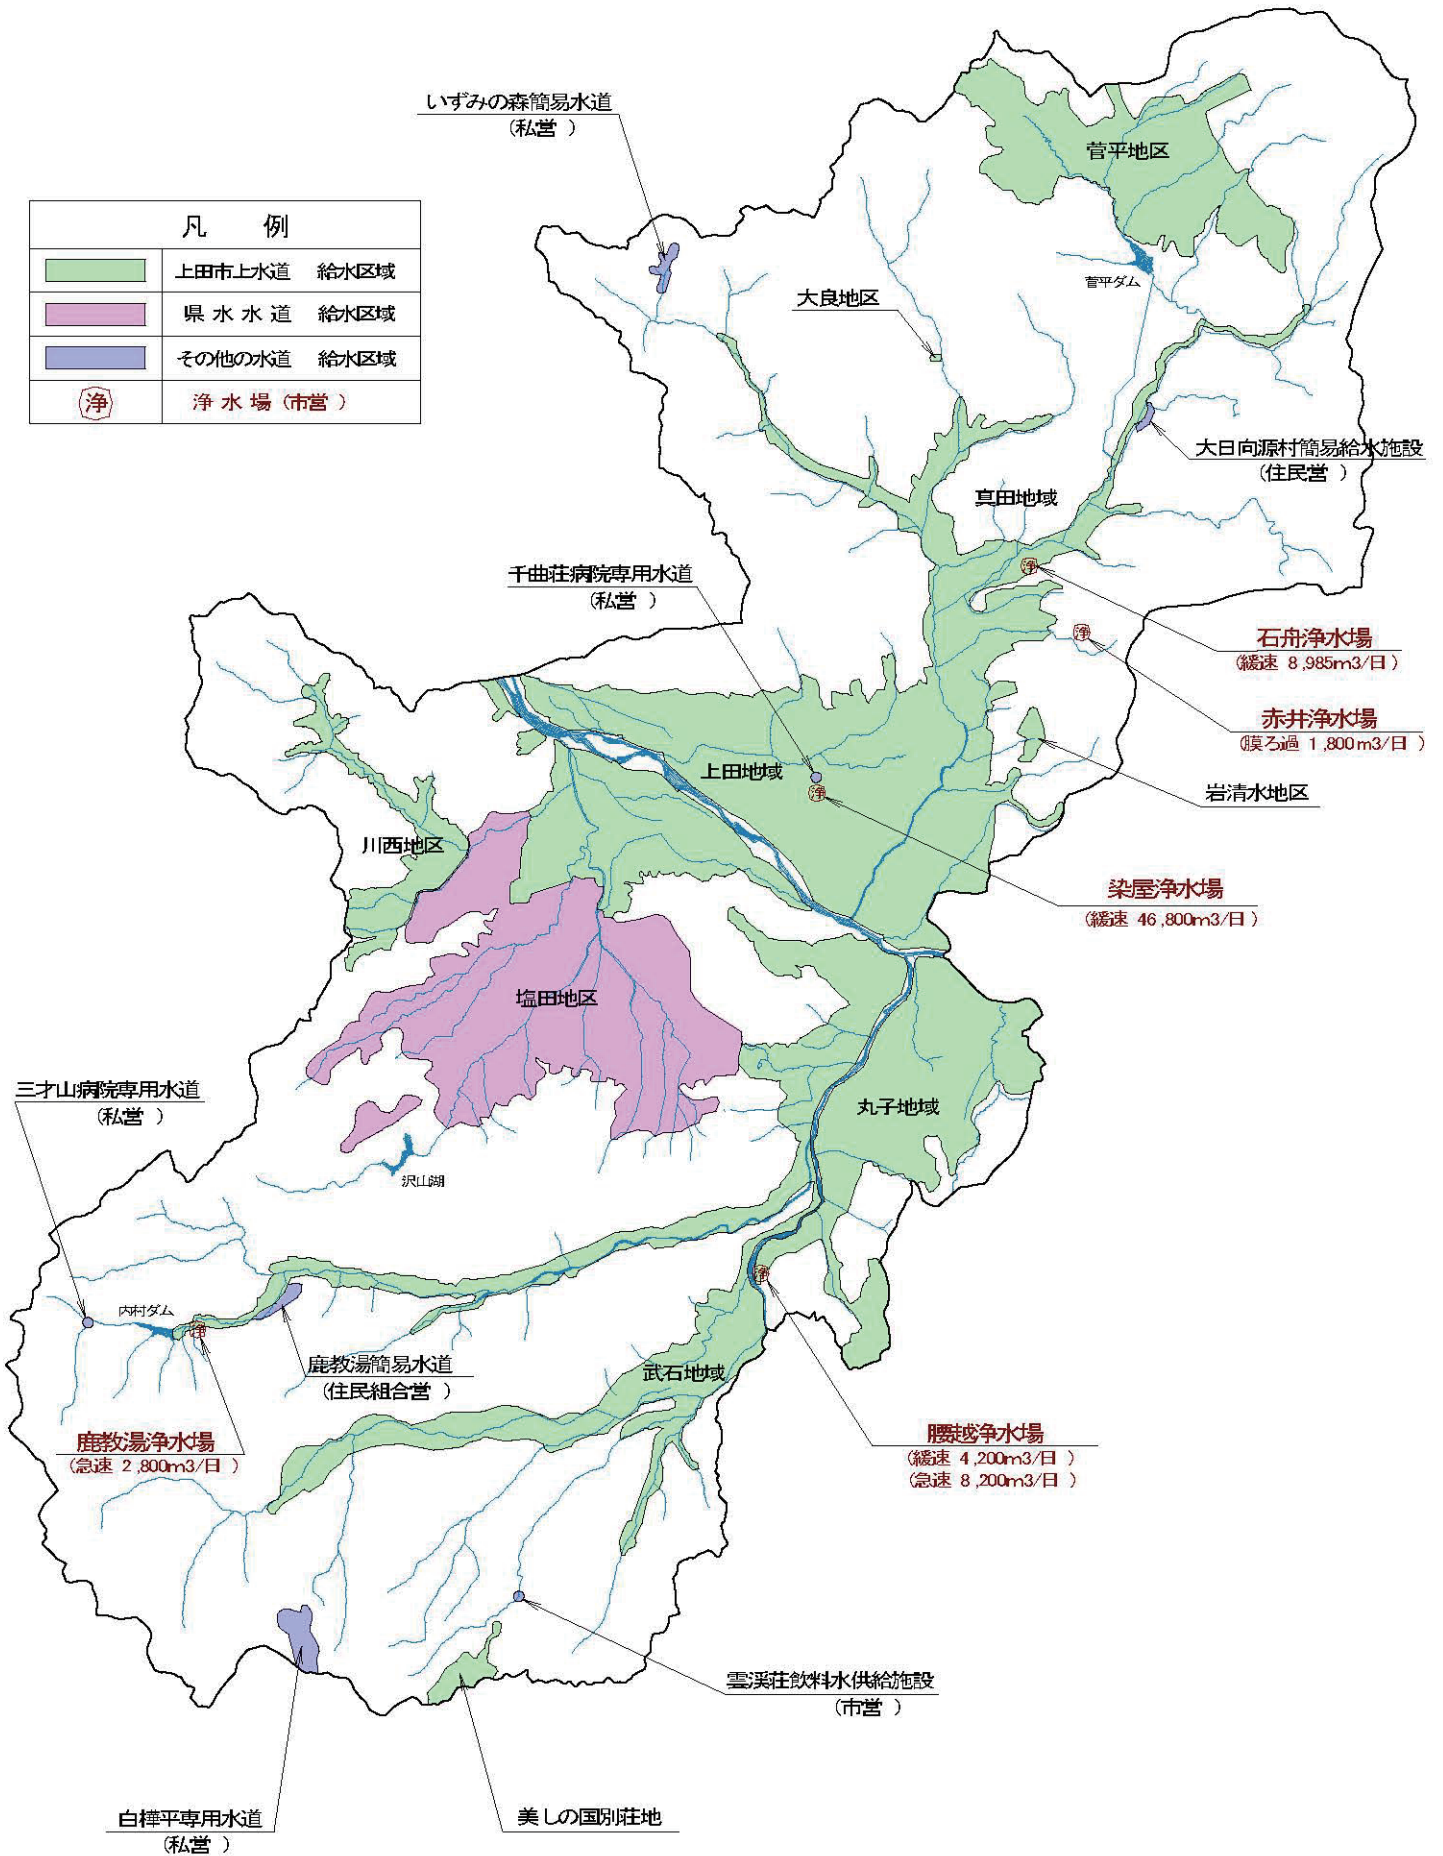 いずみの森簡易水道
(私営 )
凡 例
上田市上水道 給水区域
県水水道 給水区域
その他の水道 給水区域
浄 浄水場(市営 )
菅平地区
菅平ダム
大良地区
大日向源村簡易給水施設
(住民営 )
真田地域
千曲荘病院専用水道
(私営 )
浄
石舟浄水場
(緩速 8,985m3/日 )
浄
赤井浄水場
(膜ろ過 1,800m3/日 )
岩清水地区
上田地域
浄
染屋浄水場
(緩速 46,800m3/日 )
川西地区
塩田地区
丸子地域
沢山湖
三才山病院専用水道
(私営 )
内村ダム
浄
浄
鹿教湯簡易水道
(住民組合営 )
武石地域
鹿教湯浄水場
(急速 2,800m3/日 )
腰越浄水場
(緩速 4,200m3/日 )
(急速 8,200m3/日 )
雲渓荘飲料水供給施設
(市営 )
白樺平専用水道
(私営 )
美しの国別荘地